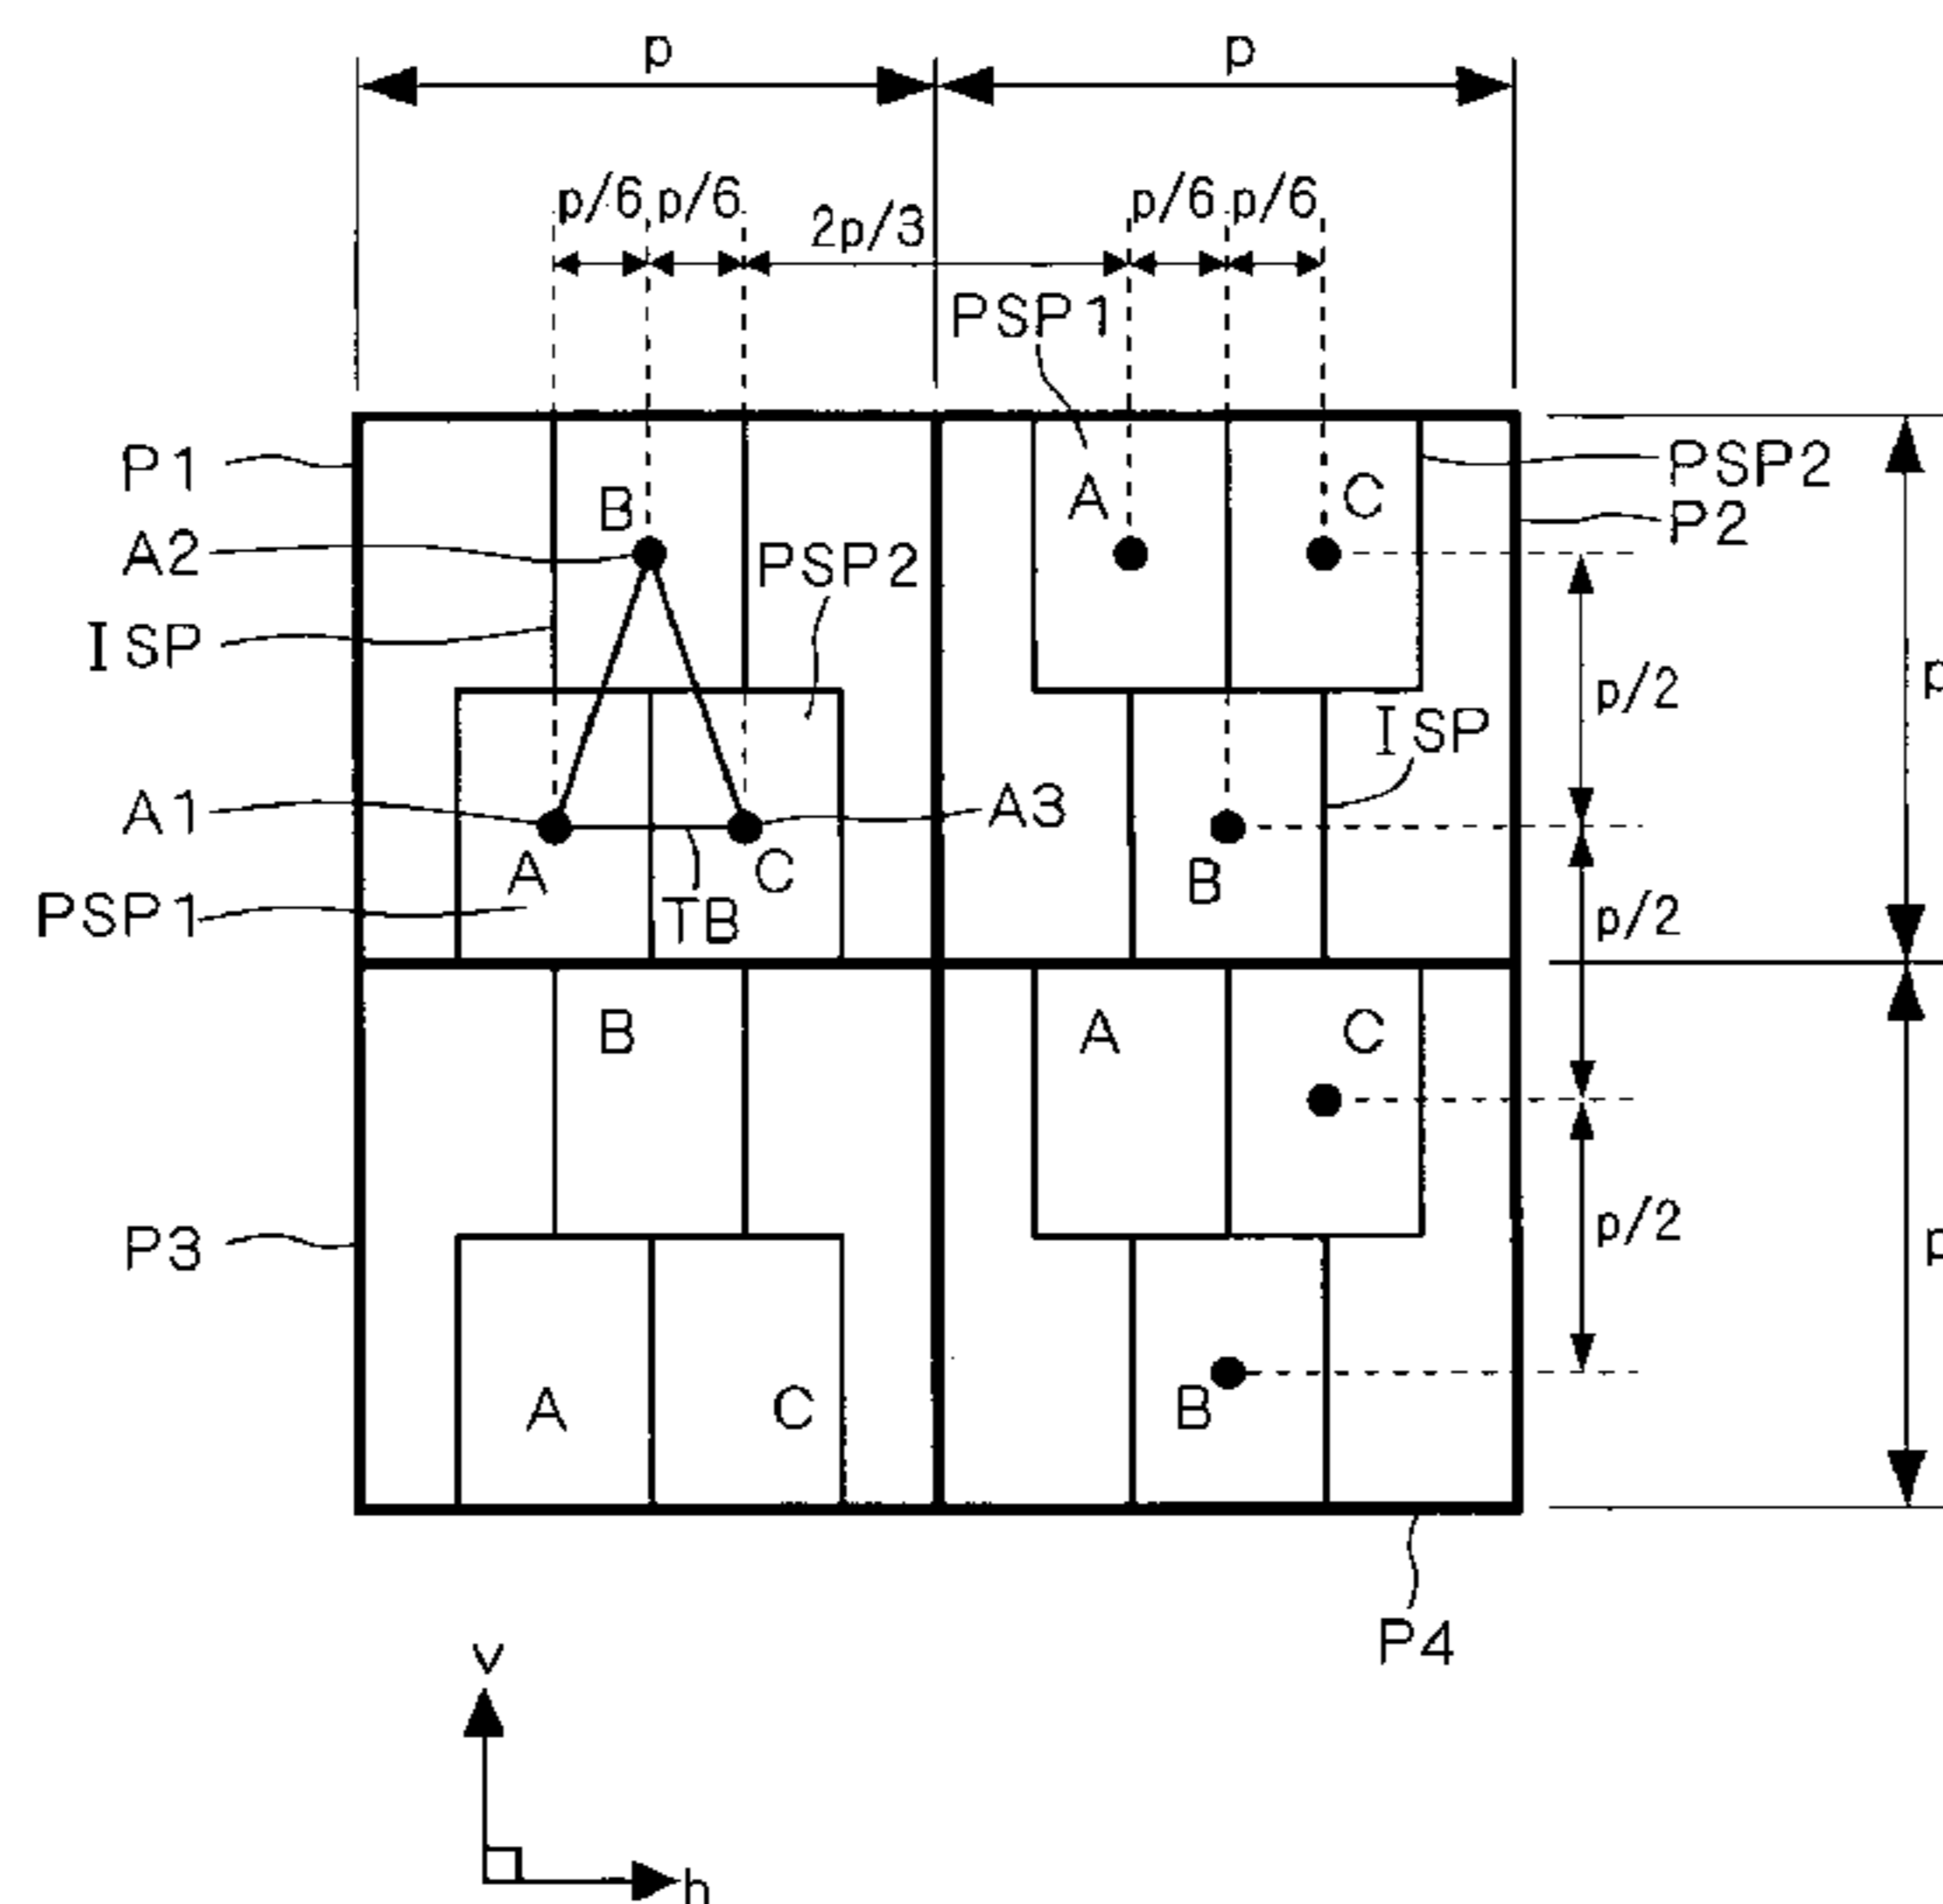 p p
p/6 p/6 2p/3 p/6 p/6
PSP1
P1 PSP2
B A C P2
A2 PSP2
ISP p/2 p
ISP
A1 A3
A C B
PSP1 TB p/2
B A C
P3 p/2 p
A C B
P4
v
h